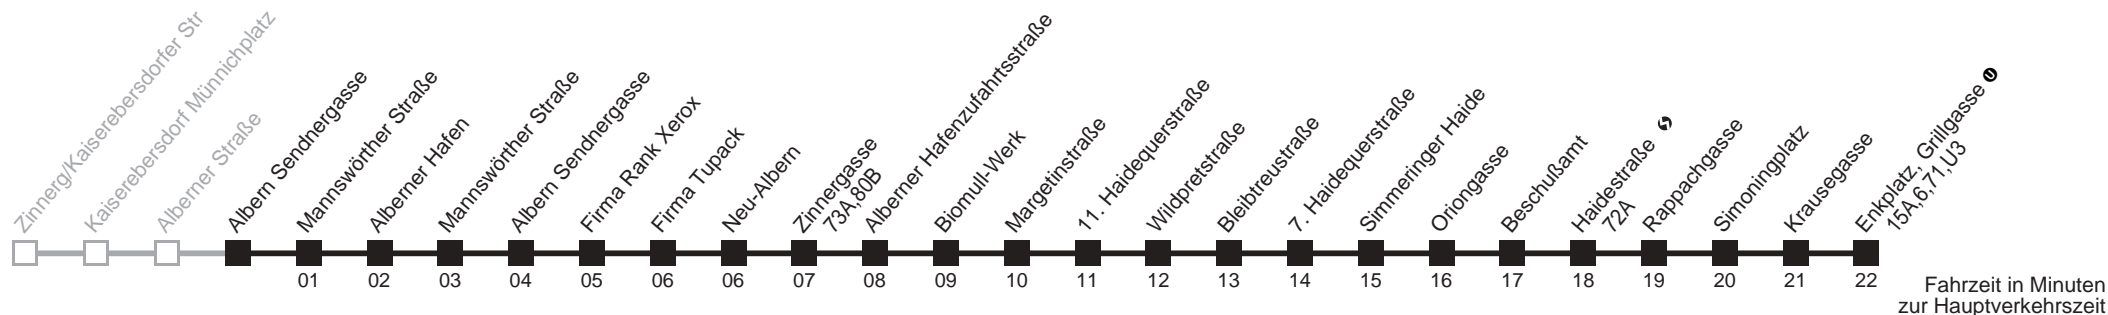 Zinnerg/Kaiserebersdorfer Str
Kaiserebersdorf Münnichplatz
Alberner Straße
Albern Sendnergasse
Mannswörther Straße
Alberner Hafen
Mannswörther Straße
Albern Sendnergasse
Firma Rank Xerox
Firma Tupack
Neu-Albern
Zinnergasse
73A,80B
Alberner Hafenzufahrtsstraße
Biomull-Werk
Margetinstraße
11. Haidequerstraße
Wildpretstraße
Bleibtreustraße
7. Haidequerstraße
Simmeringer Haide
Oriongasse
Beschußamt
Haidestraße S
72A
Rappachgasse
Simoningplatz
Krausegasse
Enkplatz, Grillgasse U
15A,6,71,U3
01 02 03 04 05 06 06 07 08 09 10 11 12 13 14 15 16 17 18 19 20 21 22
Fahrzeit in Minuten
zur Hauptverkehrszeit